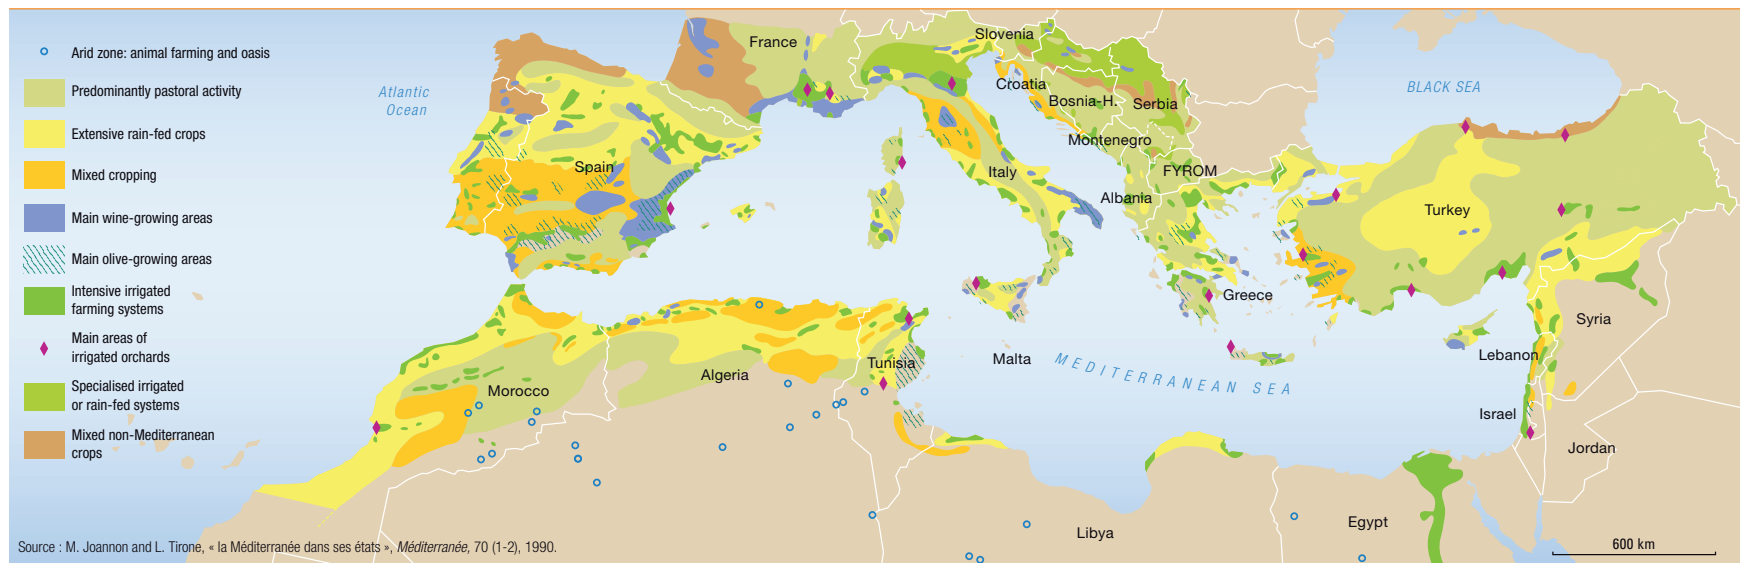 Arid zone: animal farming and oasis
Predominantly pastoral activity
Extensive rain-fed crops
Mixed cropping
Main wine-growing areas
Main olive-growing areas
Intensive irrigated
farming systems
Main areas of
irrigated orchards
Specialised irrigated
or rain-fed systems
Mixed non-Mediterranean
crops
Atlantic
Ocean
France
Slovenia
Croatia
Bosnia-H.
Serbia
Montenegro
FYROM
Albania
Italy
Spain
BLACK SEA
Turkey
Greece
Syria
Lebanon
Israel
Jordan
Malta
MEDITERRANEAN SEA
Tunisia
Algeria
Morocco
Libya
Egypt
600 km
Source : M. Joannon and L. Tirone, « la Méditerranée dans ses états », Méditerranée, 70 (1-2), 1990.